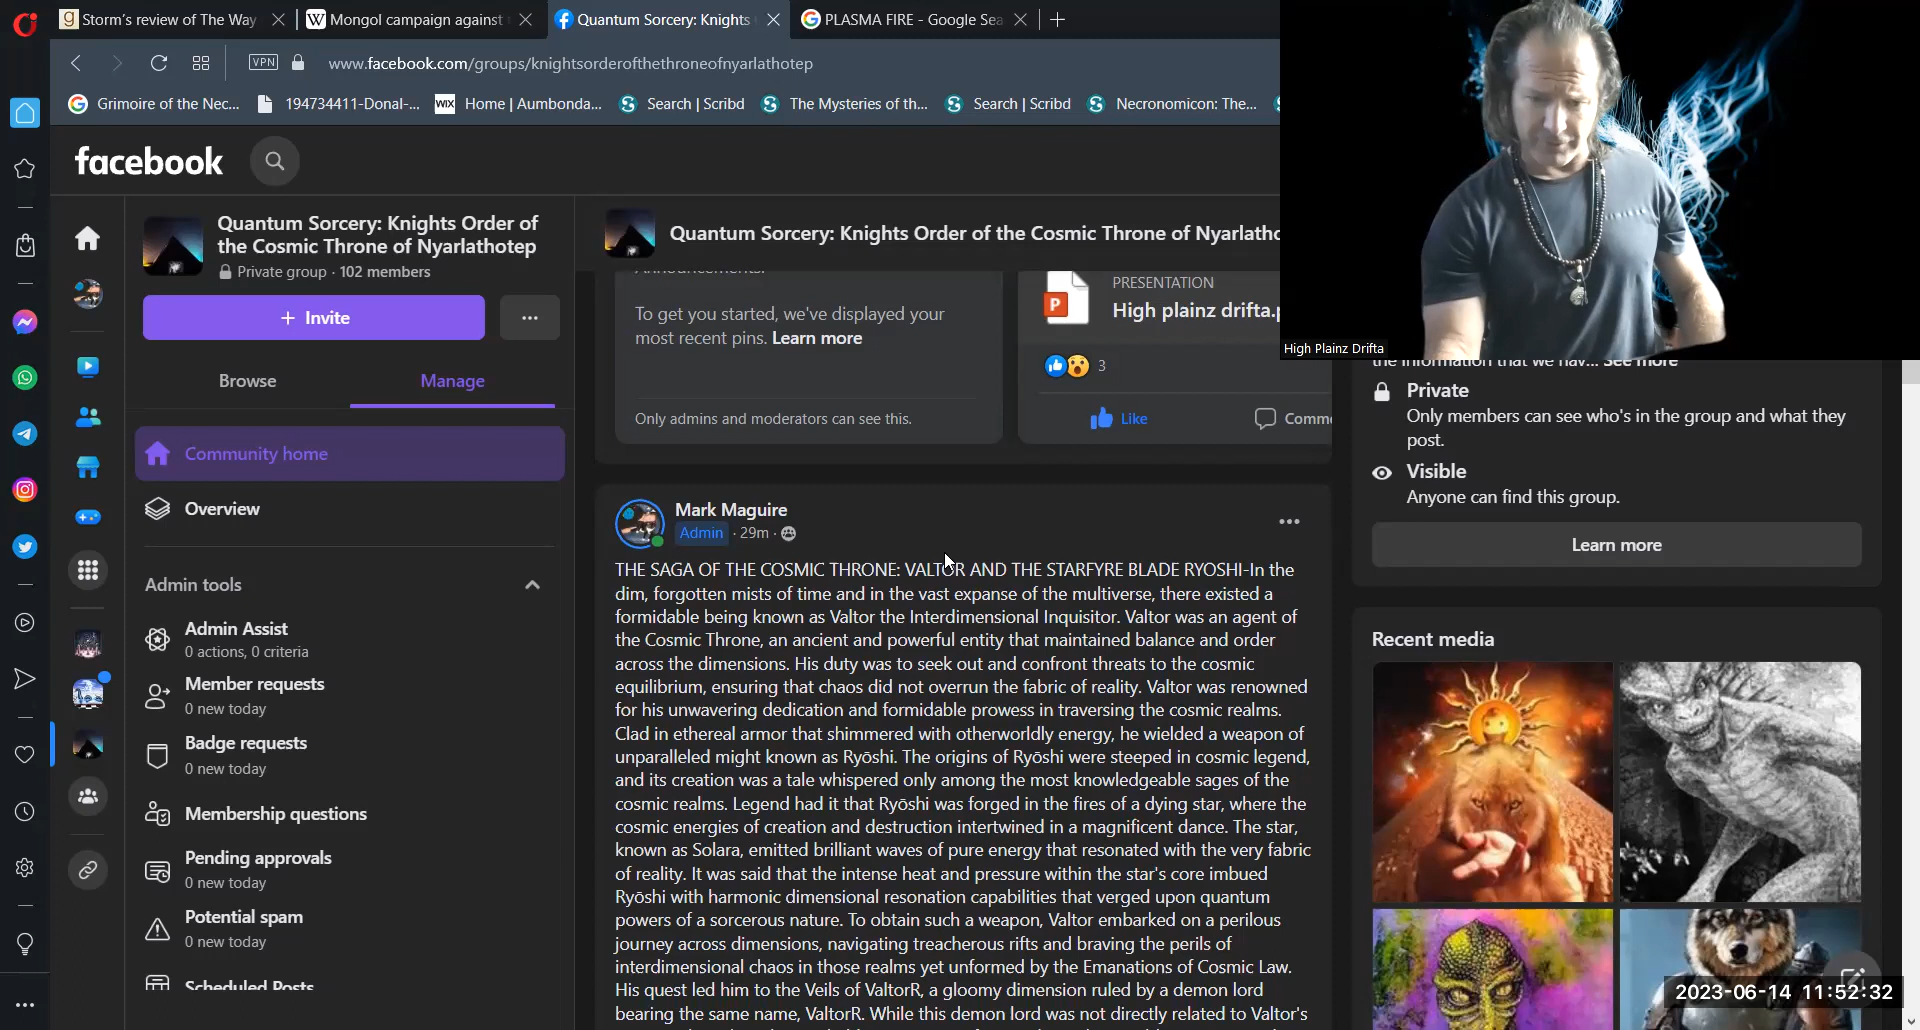 Storm's review of The Way
Mongol campaign against
Quantum Sorcery: Knights
PLASMA FIRE - Google Sea
VPN
www.facebook.com/groups/knightsorderofthethroneofnyarlathotep
Grimoire of the Nec...
194734411-Donal-...
WiX Home | Aumbonda...
Search | Scribd
The Mysteries of th...
Search | Scribd
Necronomicon: The...
facebook
Quantum Sorcery: Knights Order of
the Cosmic Throne of Nyarlathotep
Private group · 102 members
+ Invite
Browse
Manage
Community home
Overview
Admin tools
Admin Assist
0 actions, 0 criteria
Member requests
0 new today
Badge requests
0 new today
Membership questions
Pending approvals
0 new today
Potential spam
0 new today
Scheduled Posts
Quantum Sorcery: Knights Order of the Cosmic Throne of Nyarlatho
To get you started, we've displayed your
most recent pins. Learn more
Only admins and moderators can see this.
PRESENTATION
High plainz drifta.p
3
Like
Comme
Mark Maguire
Admin · 29m ·
THE SAGA OF THE COSMIC THRONE: VALTOR AND THE STARFYRE BLADE RYOSHI-In the
dim, forgotten mists of time and in the vast expanse of the multiverse, there existed a
formidable being known as Valtor the Interdimensional Inquisitor. Valtor was an agent of
the Cosmic Throne, an ancient and powerful entity that maintained balance and order
across the dimensions. His duty was to seek out and confront threats to the cosmic
equilibrium, ensuring that chaos did not overrun the fabric of reality. Valtor was renowned
for his unwavering dedication and formidable prowess in traversing the cosmic realms.
Clad in ethereal armor that shimmered with otherworldly energy, he wielded a weapon of
unparalleled might known as Ryōshi. The origins of Ryōshi were steeped in cosmic legend,
and its creation was a tale whispered only among the most knowledgeable sages of the
cosmic realms. Legend had it that Ryōshi was forged in the fires of a dying star, where the
cosmic energies of creation and destruction intertwined in a magnificent dance. The star,
known as Solara, emitted brilliant waves of pure energy that resonated with the very fabric
of reality. It was said that the intense heat and pressure within the star's core imbued
Ryōshi with harmonic dimensional resonation capabilities that verged upon quantum
powers of a sorcerous nature. To obtain such a weapon, Valtor embarked on a perilous
journey across dimensions, navigating treacherous rifts and braving the perils of
interdimensional chaos in those realms yet unformed by the Emanations of Cosmic Law.
His quest led him to the Veils of ValtorR, a gloomy dimension ruled by a demon lord
bearing the same name, ValtorR. While this demon lord was not directly related to Valtor's
High Plainz Drifta
the information that we hav... See more
Private
Only members can see who's in the group and what they
post.
Visible
Anyone can find this group.
Learn more
Recent media
2023-06-14 11:52:32